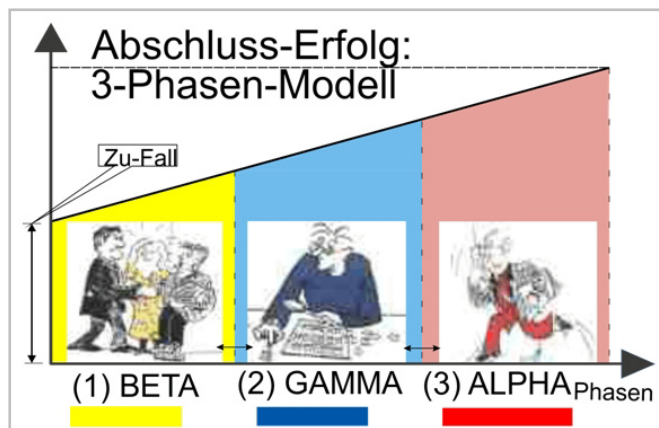 Abschluss-Erfolg:
3-Phasen-Modell
Zu-Fall
(1) BETA
(2) GAMMA
(3) ALPHA
Phasen